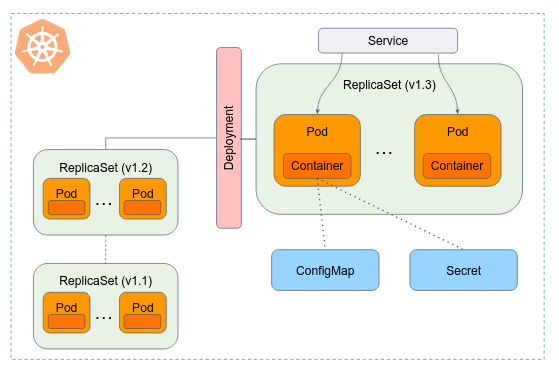 Service
ReplicaSet (v1.3)
Pod
Container
...
Pod
Container
Deployment
ReplicaSet (v1.2)
Pod ... Pod
ReplicaSet (v1.1)
Pod ... Pod
ConfigMap
Secret